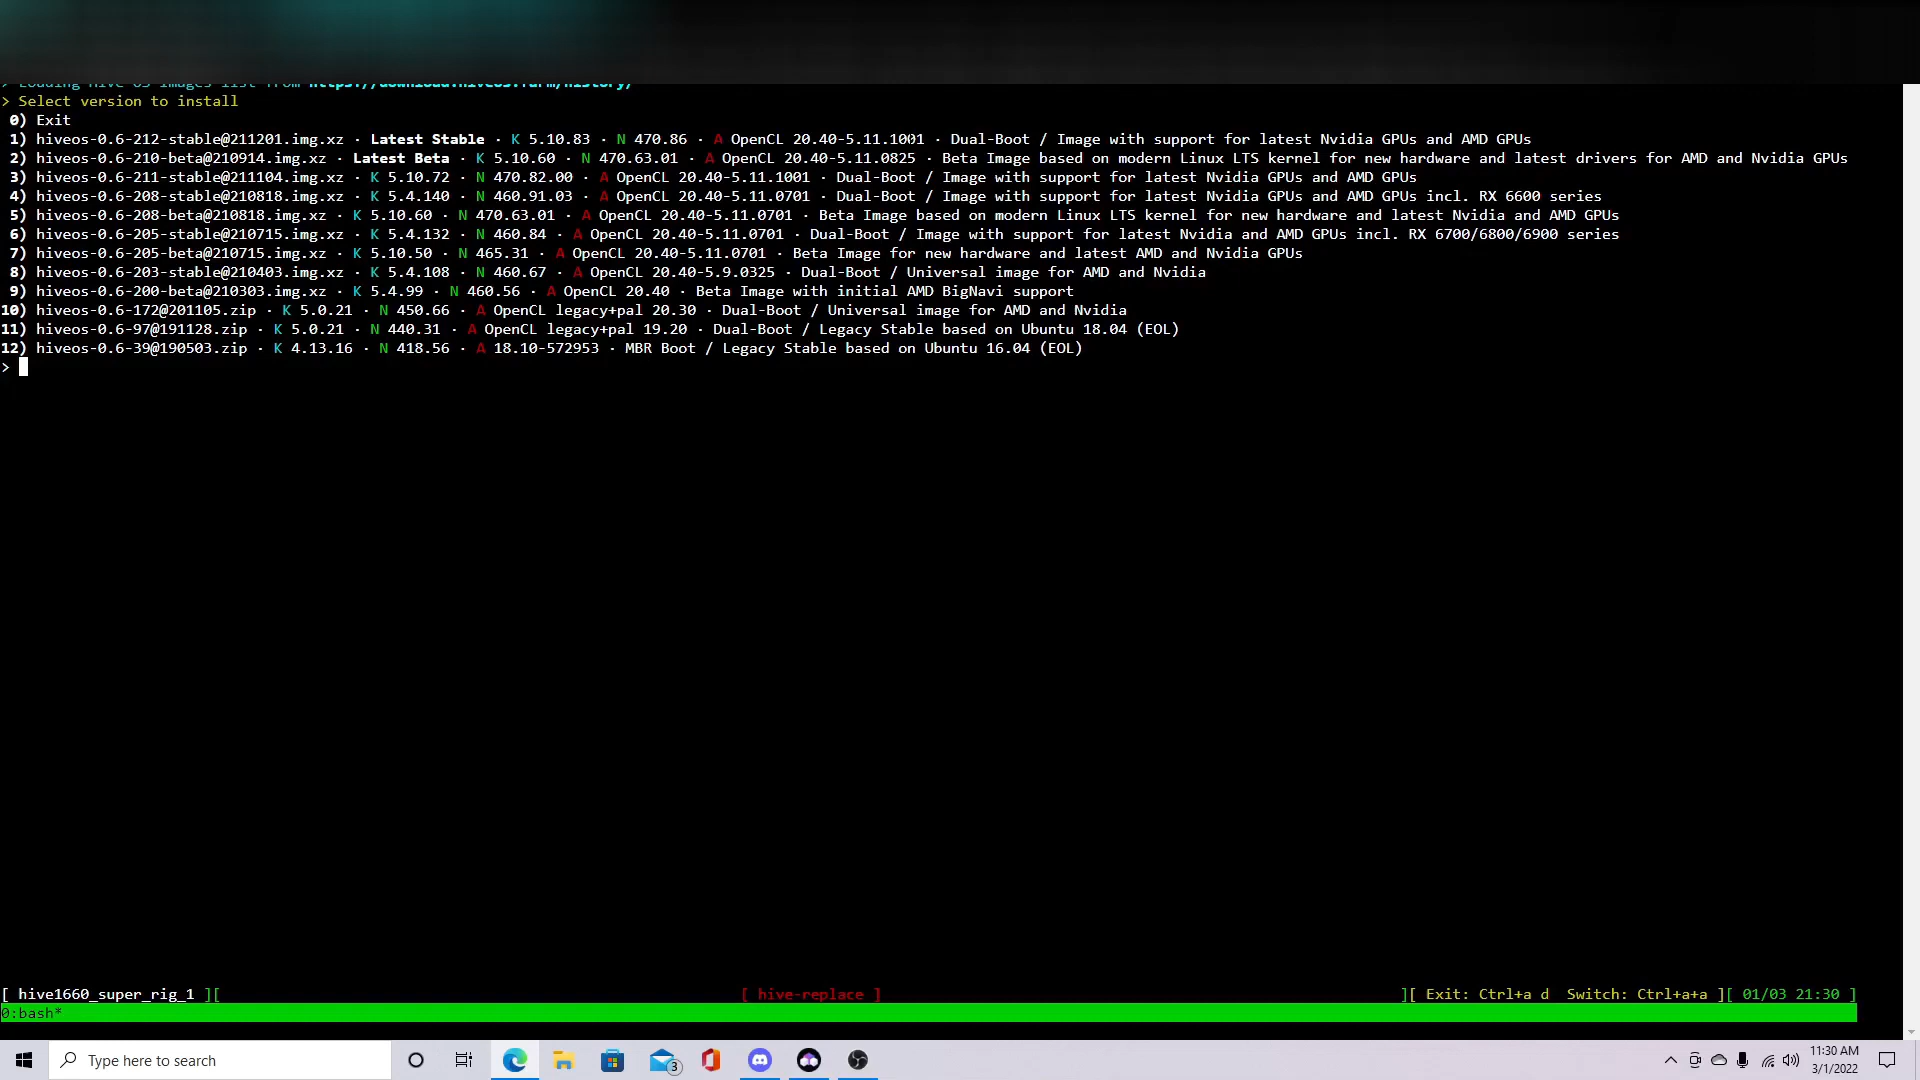 > Loading Hive OS images list from https://download.hiveos.farm/history/
> Select version to install
0) Exit
1) hiveos-0.6-212-stable@211201.img.xz · Latest Stable · K 5.10.83 · N 470.86 · A OpenCL 20.40-5.11.1001 · Dual-Boot / Image with support for latest Nvidia GPUs and AMD GPUs
2) hiveos-0.6-210-beta@210914.img.xz · Latest Beta · K 5.10.60 · N 470.63.01 · A OpenCL 20.40-5.11.0825 · Beta Image based on modern Linux LTS kernel for new hardware and latest drivers for AMD and Nvidia GPUs
3) hiveos-0.6-211-stable@211104.img.xz · K 5.10.72 · N 470.82.00 · A OpenCL 20.40-5.11.1001 · Dual-Boot / Image with support for latest Nvidia GPUs and AMD GPUs
4) hiveos-0.6-208-stable@210818.img.xz · K 5.4.140 · N 460.91.03 · A OpenCL 20.40-5.11.0701 · Dual-Boot / Image with support for latest Nvidia GPUs and AMD GPUs incl. RX 6600 series
5) hiveos-0.6-208-beta@210818.img.xz · K 5.10.60 · N 470.63.01 · A OpenCL 20.40-5.11.0701 · Beta Image based on modern Linux LTS kernel for new hardware and latest Nvidia and AMD GPUs
6) hiveos-0.6-205-stable@210715.img.xz · K 5.4.132 · N 460.84 · A OpenCL 20.40-5.11.0701 · Dual-Boot / Image with support for latest Nvidia and AMD GPUs incl. RX 6700/6800/6900 series
7) hiveos-0.6-205-beta@210715.img.xz · K 5.10.50 · N 465.31 · A OpenCL 20.40-5.11.0701 · Beta Image for new hardware and latest AMD and Nvidia GPUs
8) hiveos-0.6-203-stable@210403.img.xz · K 5.4.108 · N 460.67 · A OpenCL 20.40-5.9.0325 · Dual-Boot / Universal image for AMD and Nvidia
9) hiveos-0.6-200-beta@210303.img.xz · K 5.4.99 · N 460.56 · A OpenCL 20.40 · Beta Image with initial AMD BigNavi support
10) hiveos-0.6-172@201105.zip · K 5.0.21 · N 450.66 · A OpenCL legacy+pal 20.30 · Dual-Boot / Universal image for AMD and Nvidia
11) hiveos-0.6-97@191128.zip · K 5.0.21 · N 440.31 · A OpenCL legacy+pal 19.20 · Dual-Boot / Legacy Stable based on Ubuntu 18.04 (EOL)
12) hiveos-0.6-39@190503.zip · K 4.13.16 · N 418.56 · A 18.10-572953 · MBR Boot / Legacy Stable based on Ubuntu 16.04 (EOL)
>
[ hive1660_super_rig_1 ][ [ hive-replace ] ][ Exit: Ctrl+a d Switch: Ctrl+a+a ][ 01/03 21:30 ]
0:bash*
Type here to search
3
11:30 AM
3/1/2022